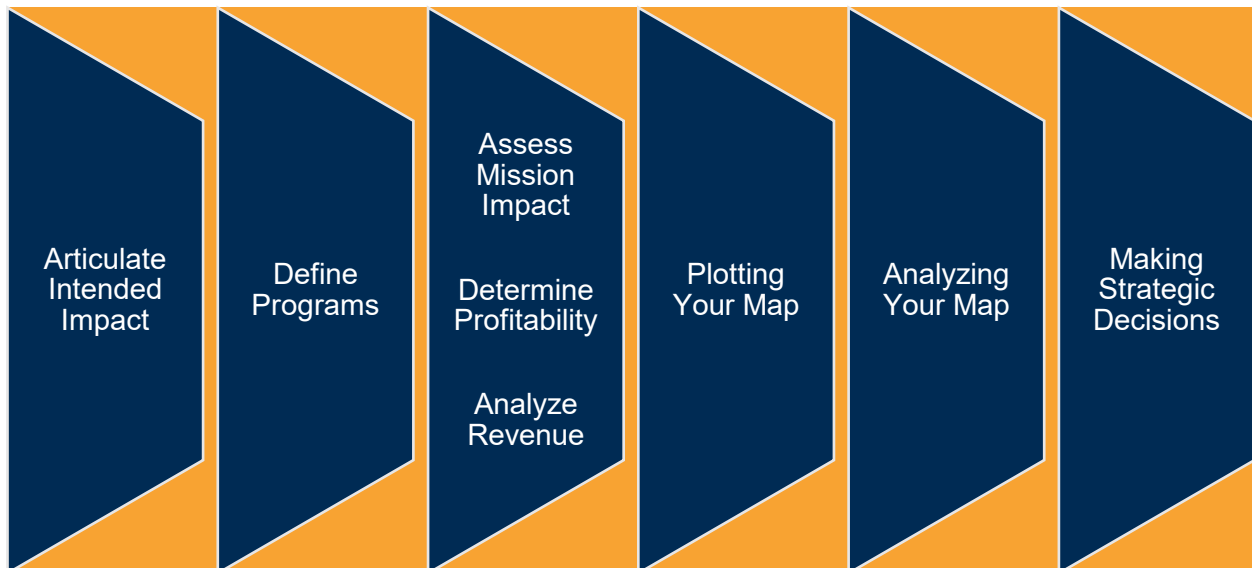 Articulate
Intended
Impact
Define
Programs
Assess
Mission
Impact
Determine
Profitability
Analyze
Revenue
Plotting
Your Map
Analyzing
Your Map
Making
Strategic
Decisions